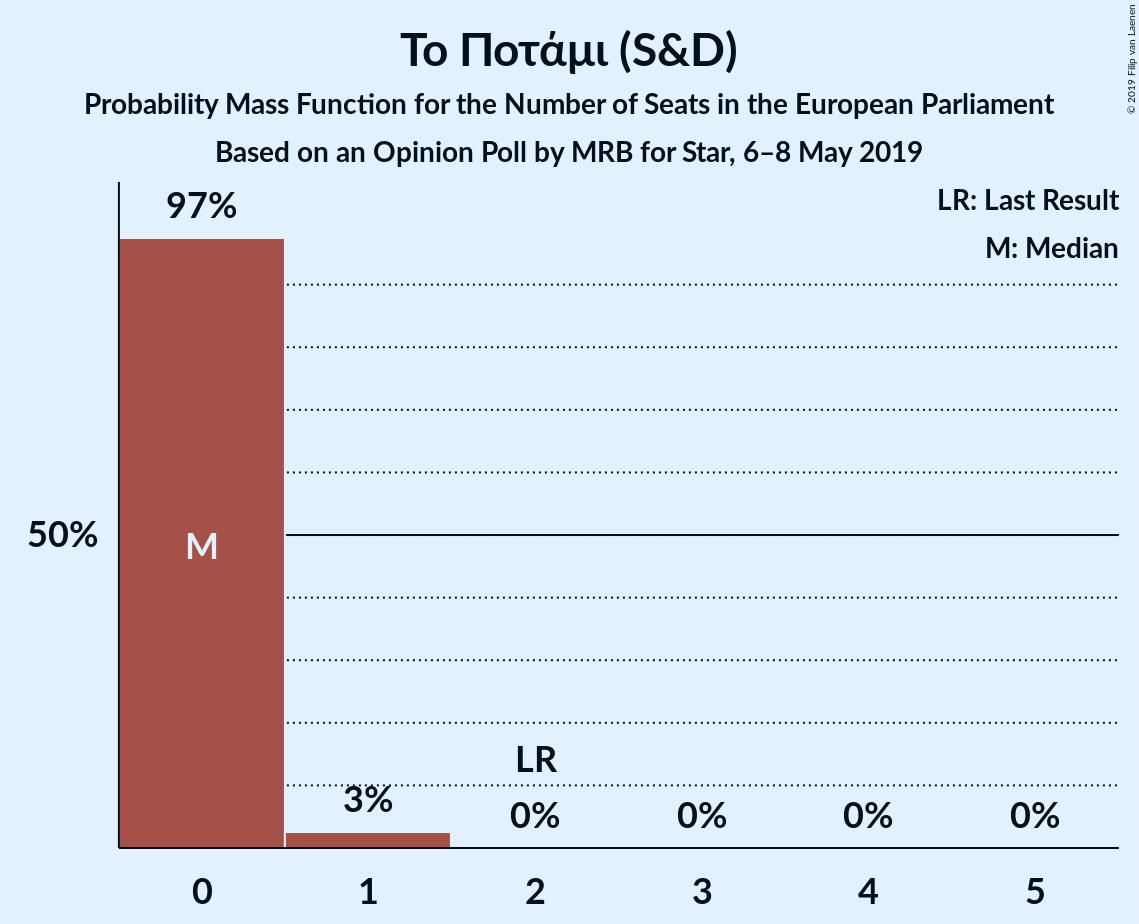 Το Ποτάμι (S&D)
Probability Mass Function for the Number of Seats in the European Parliament
Based on an Opinion Poll by MRB for Star, 6–8 May 2019
© 2019 Filip van Laenen
LR: Last Result
M: Median
97%
50%
M
LR
3%
0% 0% 0% 0%
0 1 2 3 4 5